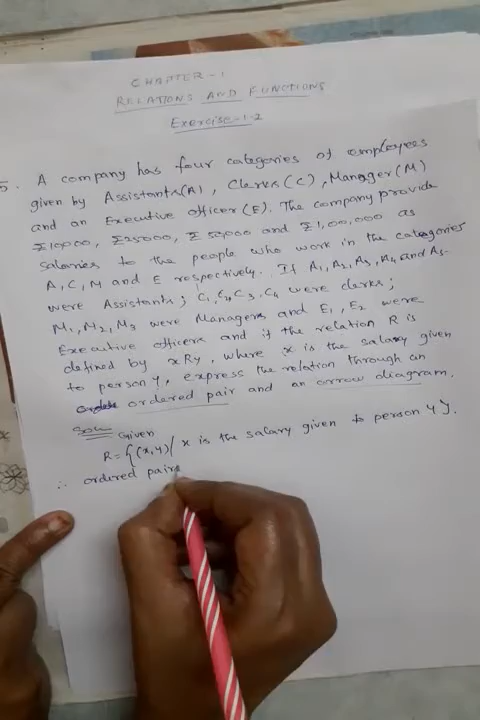 CHAPTER-1
RELATIONS AND FUNCTIONS
Exercise-1.2
5. A company has four categories of employees
given by Assistants(A), Clerks(C), Manager(M)
and an Executive officer(E). The company provide
₹10000, ₹25000, ₹50000 and ₹1,00,000 as
salaries to the people who work in the categories
A, C, M and E respectively. If A1, A2, A3, A4 and A5
were Assistants; C1, C2, C3, C4 were clerks;
M1, M2, M3 were Managers and E1, E2 were
Executive officers and if the relation R is
defined by xRy, where x is the salary given
to person y, express the relation through an
ordered pair and an arrow diagram.
Soln Given
R={(x,y)/ x is the salary given to person y}.
∴ ordered pairs